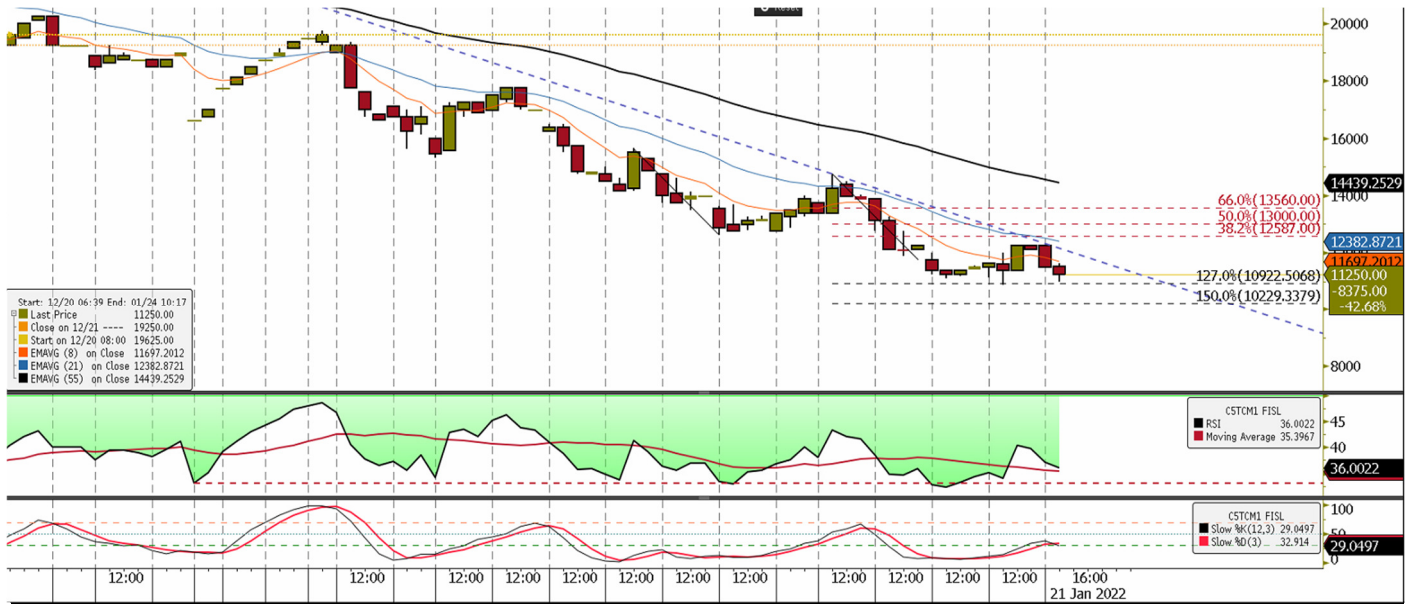 Reset
20000
18000
16000
14439.2529
14000
66.0%(13560.00)
50.0%(13000.00)
38.2%(12587.00)
12382.8721
11697.2012
127.0%(10922.5068)
11250.00
-8375.00
-42.68%
150.0%(10229.3379)
8000
Start: 12/20 06:39 End: 01/24 10:17
Last Price 11250.00
Close on 12/21 ---- 19250.00
Start on 12/20 08:00 19625.00
EMAVG (8) on Close 11697.2012
EMAVG (21) on Close 12382.8721
EMAVG (55) on Close 14439.2529
C5TCM1 FISL
RSI 36.0022
Moving Average 35.3967
45
40
36.0022
C5TCM1 FISL
Slow %K(12,3) 29.0497
Slow %D(3) 32.914
100
50
29.0497
0
12:00 12:00 12:00 12:00 12:00 12:00 12:00 12:00 12:00 12:00 16:00
21 Jan 2022